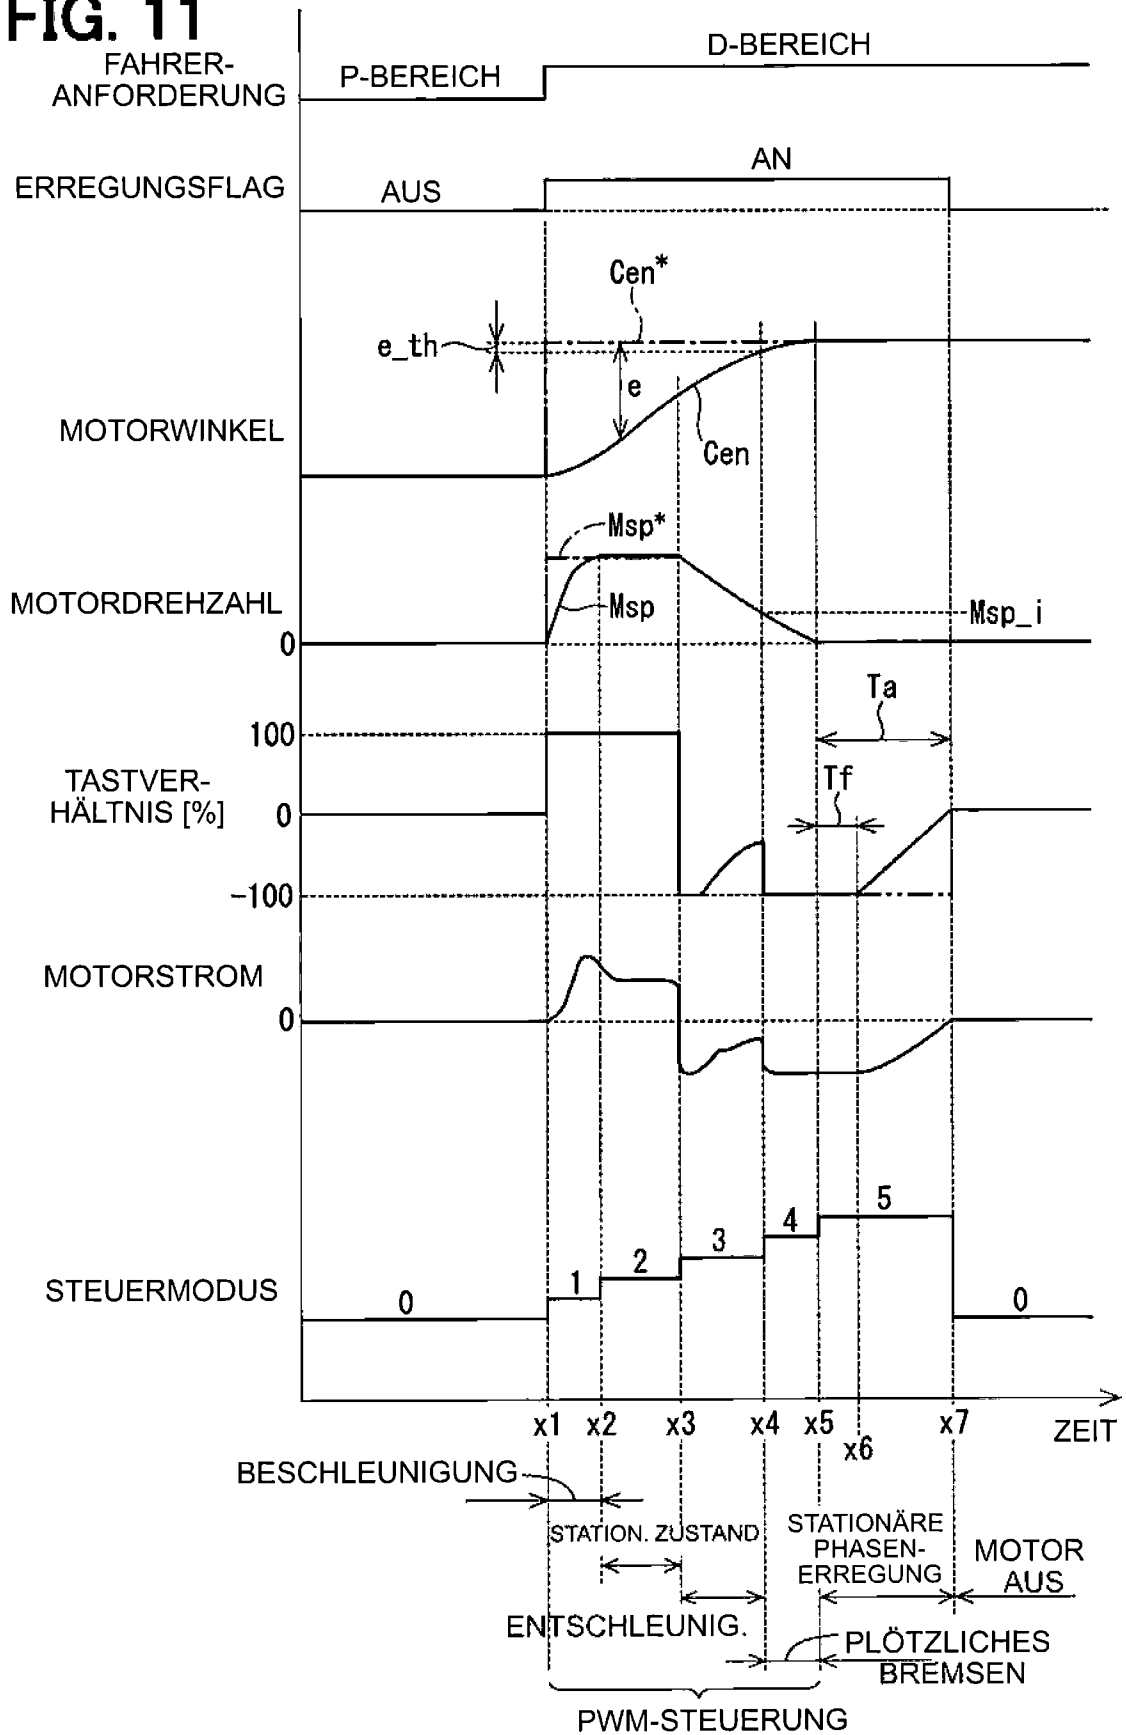 FIG. 11
FAHRER-
ANFORDERUNG
P-BEREICH
D-BEREICH
ERREGUNGSFLAG
AUS
AN
Cen*
e_th
e
MOTORWINKEL
Cen
Msp*
MOTORDREHZAHL
Msp
Msp_i
0
Ta
100
TASTVER-
HÄLTNIS [%]
0
Tf
-100
MOTORSTROM
0
STEUERMODUS
0
1
2
3
4
5
0
x1
x2
x3
x4
x5
x6
x7
ZEIT
BESCHLEUNIGUNG
STATION. ZUSTAND
STATIONÄRE
PHASEN-
ERREGUNG
MOTOR
AUS
ENTSCHLEUNIG.
PLÖTZLICHES
BREMSEN
PWM-STEUERUNG